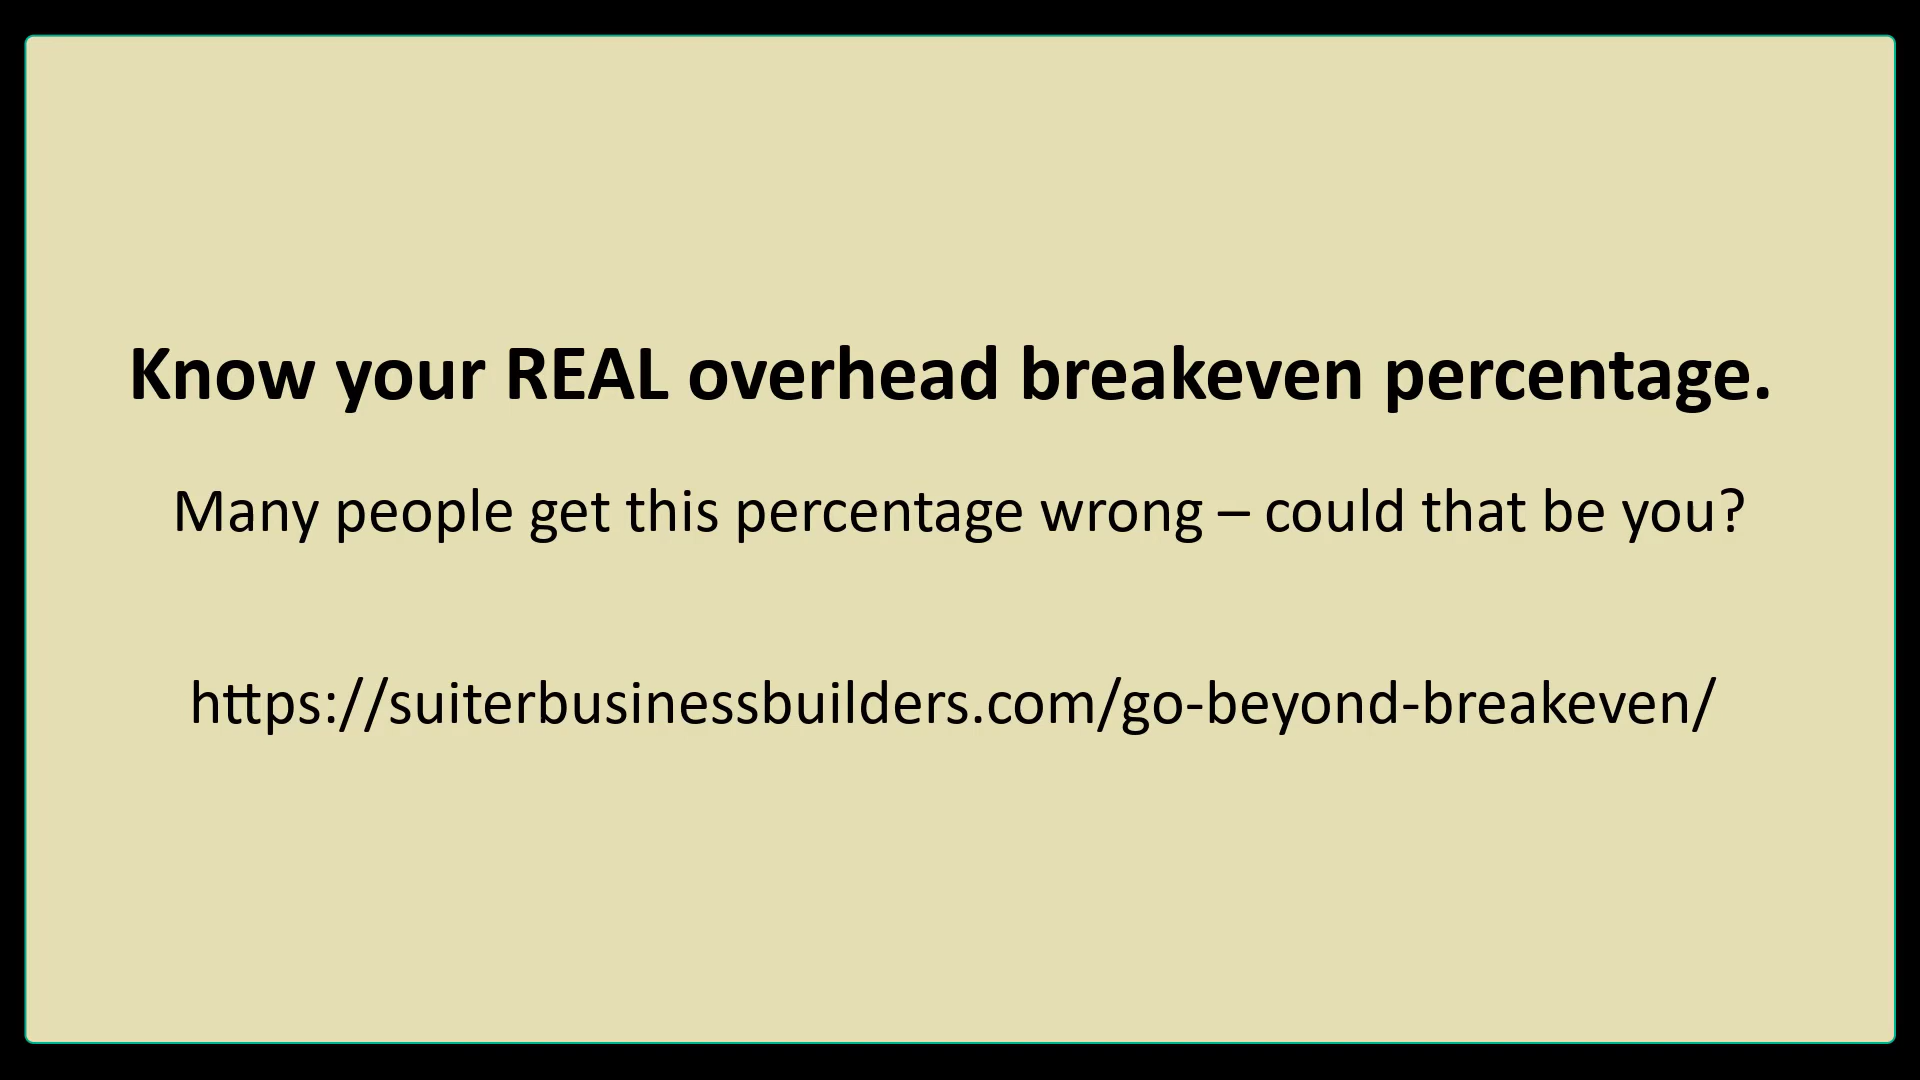 Know your REAL overhead breakeven percentage.
Many people get this percentage wrong – could that be you?
https://suiterbusinessbuilders.com/go-beyond-breakeven/